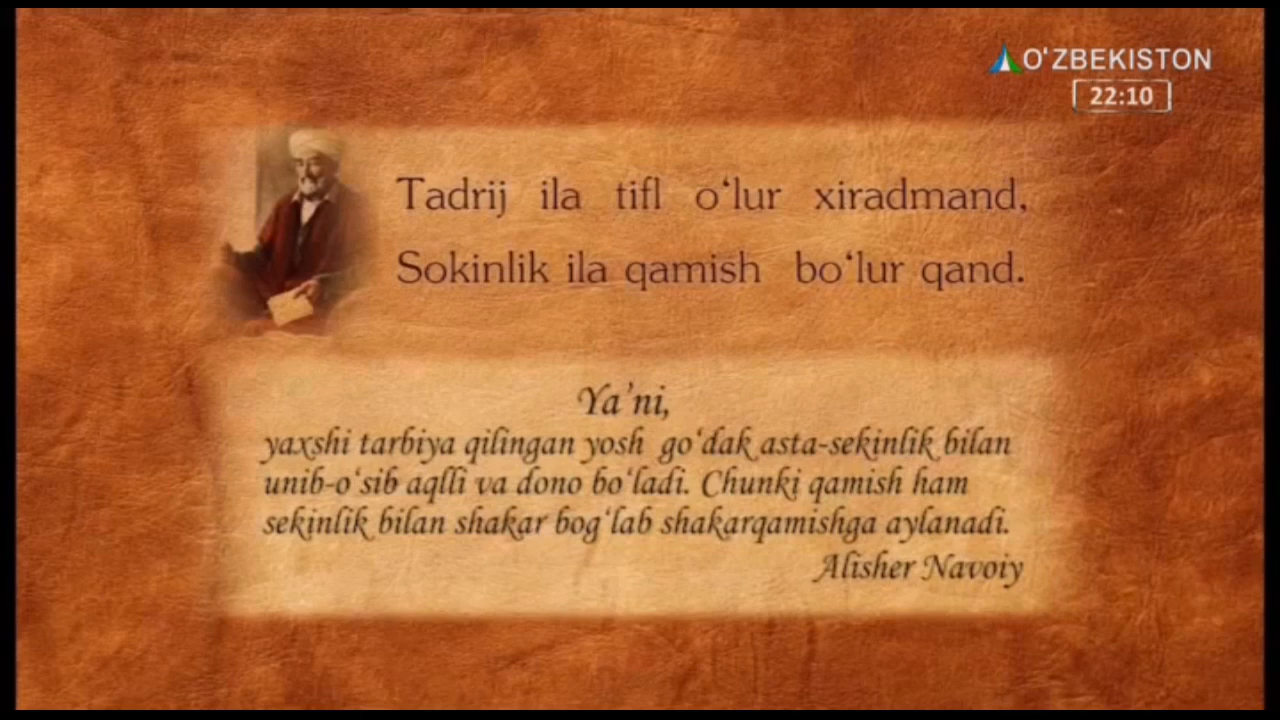 O‘ZBEKISTON
22:10
Tadrij ila tifl o‘lur xiradmand,
Sokinlik ila qamish bo‘lur qand.
Ya’ni,
yaxshi tarbiya qilingan yosh go‘dak asta-sekinlik bilan
unib-o‘sib aqlli va dono bo‘ladi. Chunki qamish ham
sekinlik bilan shakar bog‘lab shakarqamishga aylanadi.
Alisher Navoiy